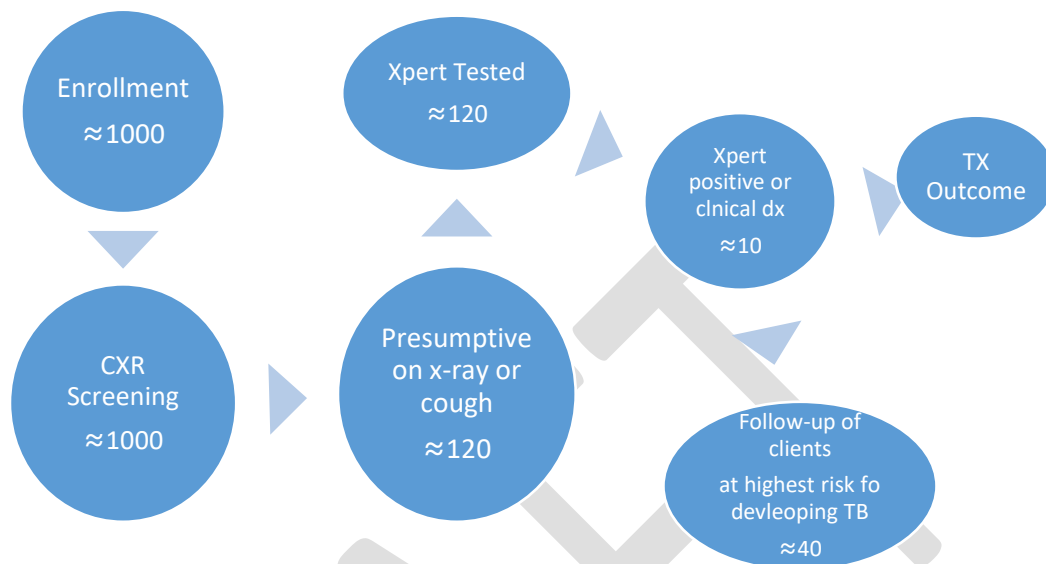 Enrollment
≈1000
CXR
Screening
≈1000
Presumptive
on x-ray or
cough
≈120
Xpert Tested
≈120
Xpert
positive or
clnical dx
≈10
TX
Outcome
Follow-up of
clients
at highest risk fo
devleoping TB
≈40